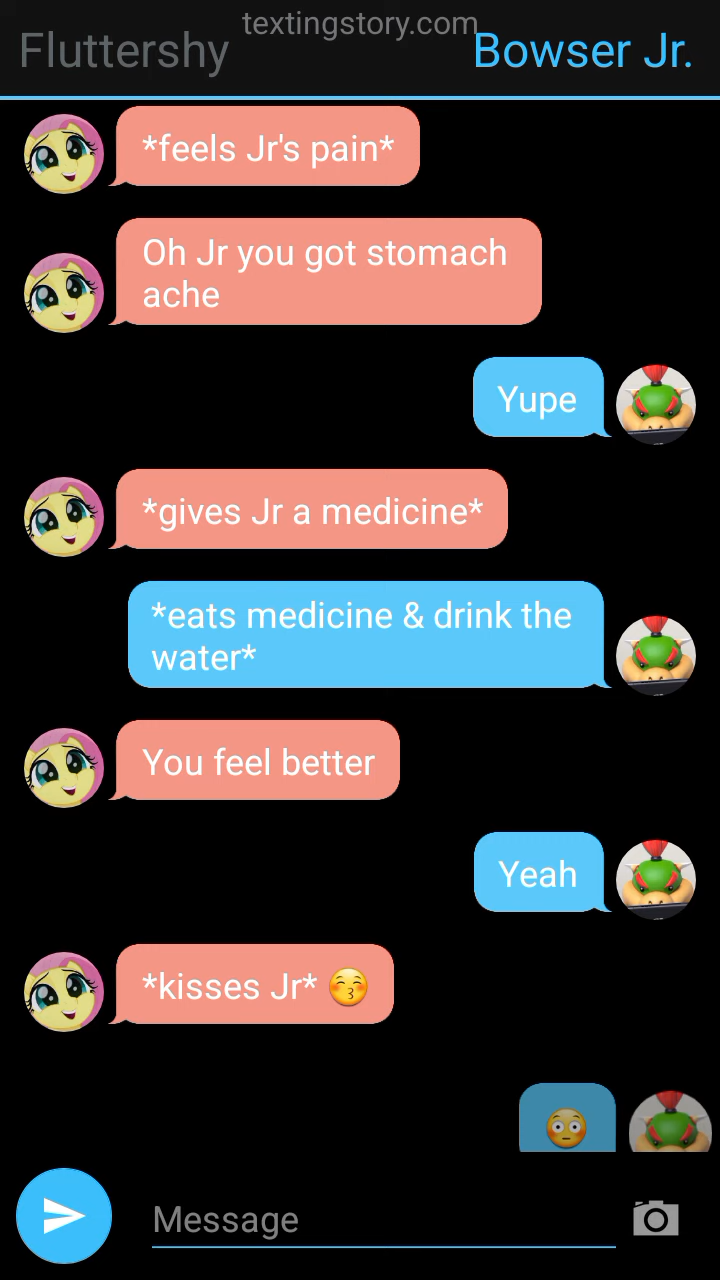 textingstory.com
Fluttershy
Bowser Jr.
*feels Jr's pain*
Oh Jr you got stomach
ache
Yupe
*gives Jr a medicine*
*eats medicine & drink the
water*
You feel better
Yeah
*kisses Jr* 😚
😳
Message